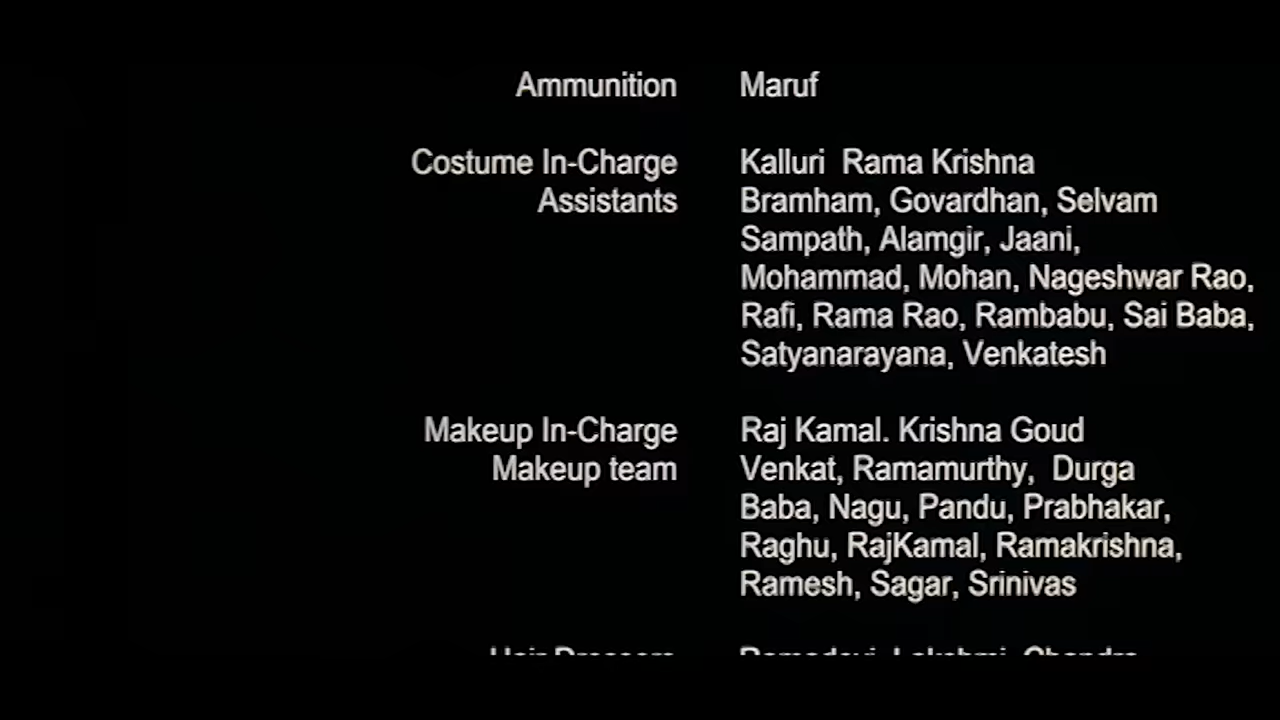 Ammunition Maruf
Costume In-Charge Kalluri Rama Krishna
Assistants Bramham, Govardhan, Selvam
Sampath, Alamgir, Jaani,
Mohammad, Mohan, Nageshwar Rao,
Rafi, Rama Rao, Rambabu, Sai Baba,
Satyanarayana, Venkatesh
Makeup In-Charge Raj Kamal. Krishna Goud
Makeup team Venkat, Ramamurthy, Durga
Baba, Nagu, Pandu, Prabhakar,
Raghu, RajKamal, Ramakrishna,
Ramesh, Sagar, Srinivas